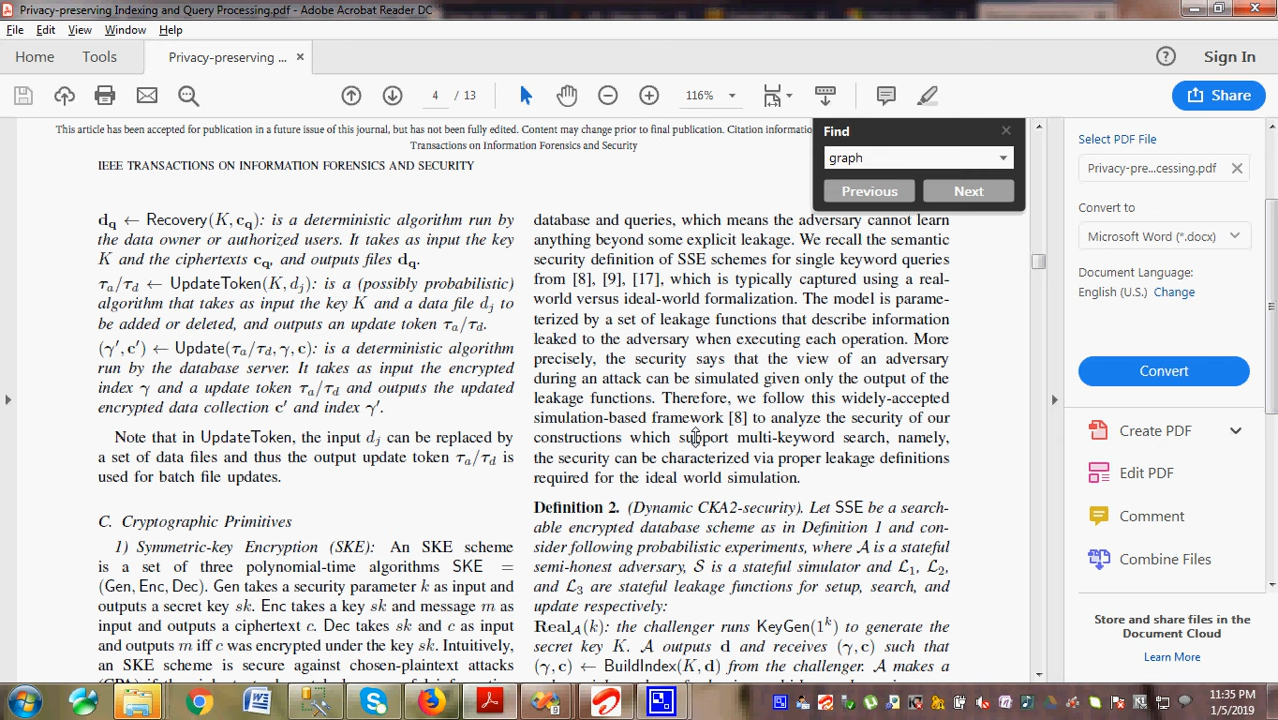 Privacy-preserving Indexing and Query Processing.pdf - Adobe Acrobat Reader DC
File Edit View Window Help
Home Tools Privacy-preserving ... × Sign In
4 / 13 116% Share
This article has been accepted for publication in a future issue of this journal, but has not been fully edited. Content may change prior to final publication. Citation informa
Transactions on Information Forensics and Security
IEEE TRANSACTIONS ON INFORMATION FORENSICS AND SECURITY
Find
graph
Previous Next
d_q ← Recovery(K, c_q): is a deterministic algorithm run by
the data owner or authorized users. It takes as input the key
K and the ciphertexts c_q, and outputs files d_q.
τ_a/τ_d ← UpdateToken(K, d_j): is a (possibly probabilistic)
algorithm that takes as input the key K and a data file d_j to
be added or deleted, and outputs an update token τ_a/τ_d.
(γ′, c′) ← Update(τ_a/τ_d, γ, c): is a deterministic algorithm
run by the database server. It takes as input the encrypted
index γ and a update token τ_a/τ_d and outputs the updated
encrypted data collection c′ and index γ′.
Note that in UpdateToken, the input d_j can be replaced by
a set of data files and thus the output update token τ_a/τ_d is
used for batch file updates.
C. Cryptographic Primitives
1) Symmetric-key Encryption (SKE): An SKE scheme
is a set of three polynomial-time algorithms SKE =
(Gen, Enc, Dec). Gen takes a security parameter k as input and
outputs a secret key sk. Enc takes a key sk and message m as
input and outputs a ciphertext c. Dec takes sk and c as input
and outputs m iff c was encrypted under the key sk. Intuitively,
an SKE scheme is secure against chosen-plaintext attacks
database and queries, which means the adversary cannot learn
anything beyond some explicit leakage. We recall the semantic
security definition of SSE schemes for single keyword queries
from [8], [9], [17], which is typically captured using a real-
world versus ideal-world formalization. The model is parame-
terized by a set of leakage functions that describe information
leaked to the adversary when executing each operation. More
precisely, the security says that the view of an adversary
during an attack can be simulated given only the output of the
leakage functions. Therefore, we follow this widely-accepted
simulation-based framework [8] to analyze the security of our
constructions which support multi-keyword search, namely,
the security can be characterized via proper leakage definitions
required for the ideal world simulation.
Definition 2. (Dynamic CKA2-security). Let SSE be a search-
able encrypted database scheme as in Definition 1 and con-
sider following probabilistic experiments, where A is a stateful
semi-honest adversary, S is a stateful simulator and L₁, L₂,
and L₃ are stateful leakage functions for setup, search, and
update respectively:
Real_A(k): the challenger runs KeyGen(1^k) to generate the
secret key K. A outputs d and receives (γ, c) such that
(γ, c) ← BuildIndex(K, d) from the challenger. A makes a
Select PDF File
Privacy-pre...cessing.pdf
Convert to
Microsoft Word (*.docx)
Document Language:
English (U.S.) Change
Convert
Create PDF
Edit PDF
Comment
Combine Files
Store and share files in the
Document Cloud
Learn More
11:35 PM
1/5/2019